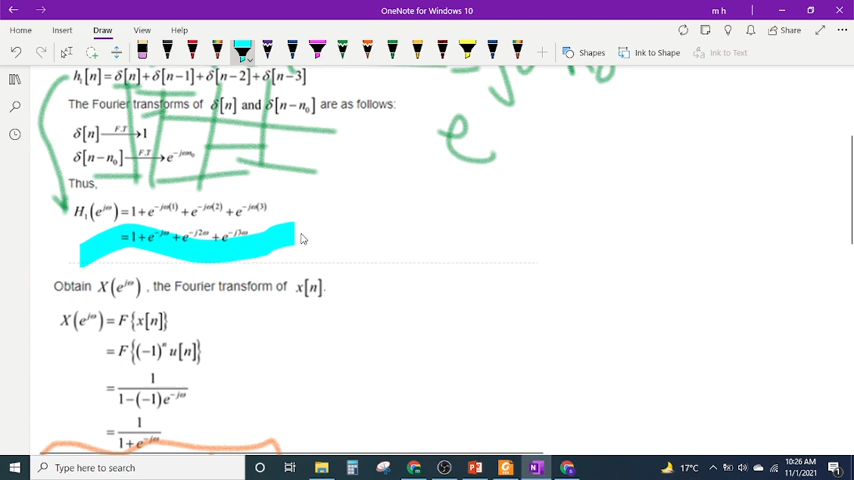 OneNote for Windows 10
m h
File Home Insert Draw View Help
Share
Shapes Ink to Shape Ink to Text
h₁[n] = δ[n] + δ[n−1] + δ[n−2] + δ[n−3]
The Fourier transforms of δ[n] and δ[n−n₀] are as follows:
δ[n] —F.T→ 1
δ[n−n₀] —F.T→ e^{−jωn₀}
Thus,
H₁(e^{jω}) = 1 + e^{−jω(1)} + e^{−jω(2)} + e^{−jω(3)}
= 1 + e^{−jω} + e^{−j2ω} + e^{−j3ω}
e
Obtain X(e^{jω}), the Fourier transform of x[n].
X(e^{jω}) = F{x[n]}
= F{(−1)ⁿ u[n]}
= 1/(1−(−1)e^{−jω})
= 1/(1+e^{−jω})
Type here to search
17°C
10:26 AM
11/1/2021